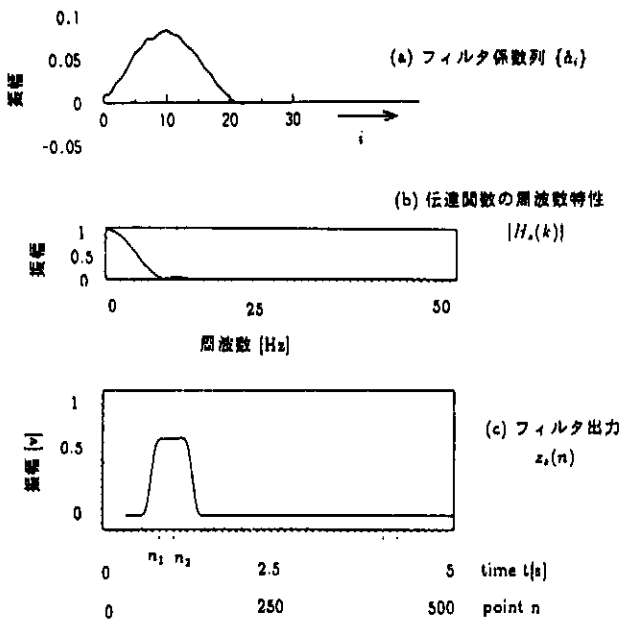 0.1
0.05
0
-0.05
振幅
0 10 20 30
i
(a) フィルタ係数列 {h_i}
(b) 伝達関数の周波数特性
|H_s(k)|
1
0.5
0
振幅
0 25 50
周波数 [Hz]
1
0.5
0
振幅 [v]
(c) フィルタ出力
z_s(n)
n₁ n₂
0 2.5 5 time t[s]
0 250 500 point n